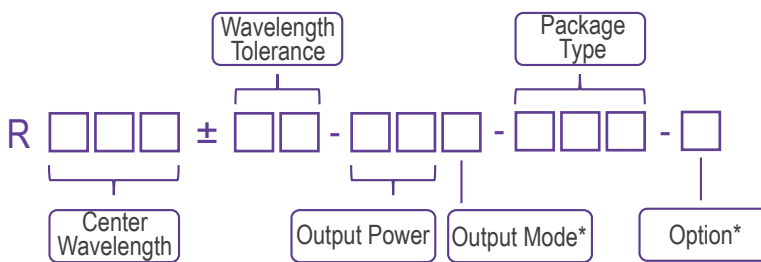 Wavelength
Tolerance
Package
Type
R □□□ ± □□ - □□□ - □□□ - □
Center
Wavelength
Output Power
Output Mode*
Option*